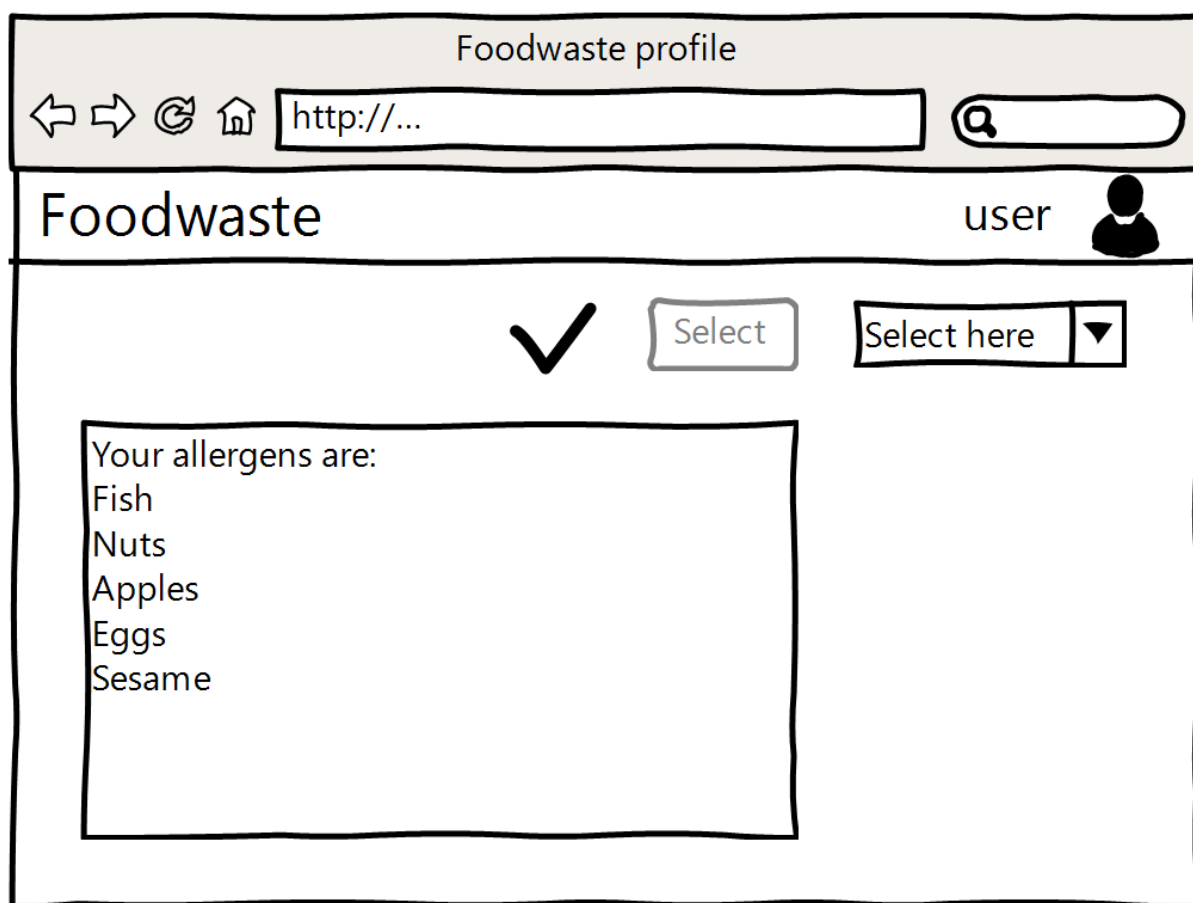 Foodwaste profile
http://...
Foodwaste
user
Select
Select here
Your allergens are:
Fish
Nuts
Apples
Eggs
Sesame